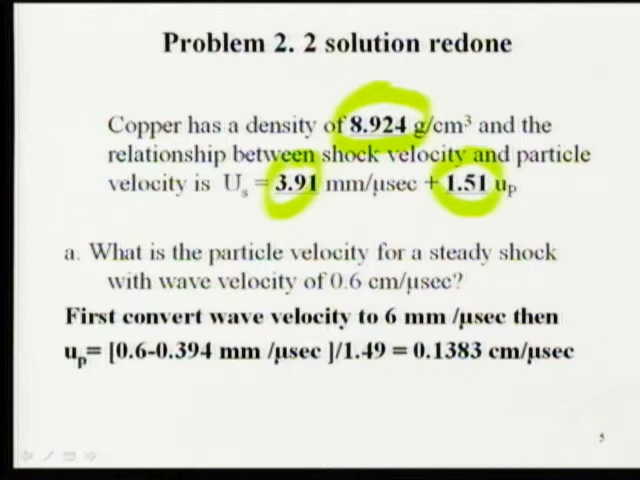 Problem 2. 2 solution redone
Copper has a density of 8.924 g/cm³ and the
relationship between shock velocity and particle
velocity is Uₛ = 3.91 mm/μsec + 1.51 uₚ
a. What is the particle velocity for a steady shock
with wave velocity of 0.6 cm/μsec?
First convert wave velocity to 6 mm /μsec then
uₚ= [0.6-0.394 mm /μsec ]/1.49 = 0.1383 cm/μsec
5